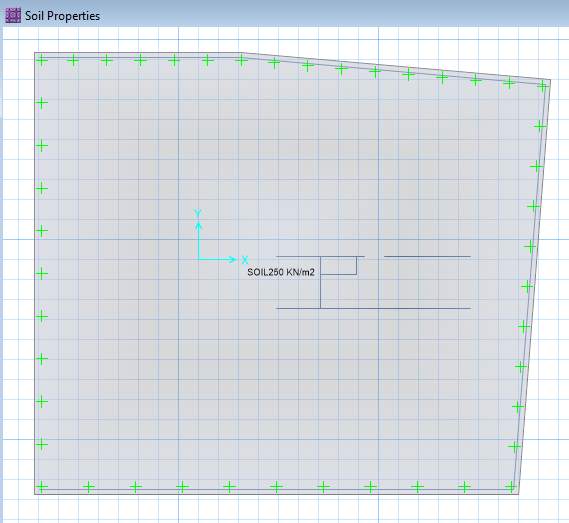 Soil Properties
Y
X
SOIL250 KN/m2